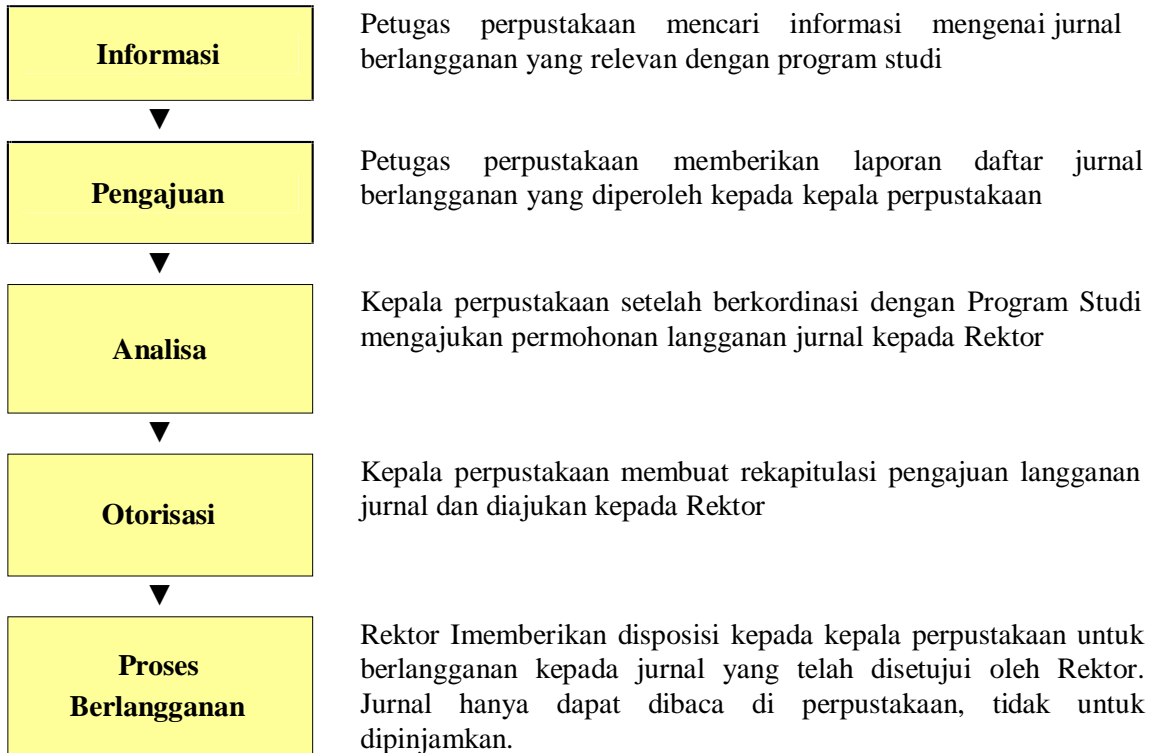 Informasi
Petugas perpustakaan mencari informasi mengenai jurnal
berlangganan yang relevan dengan program studi
Pengajuan
Petugas perpustakaan memberikan laporan daftar jurnal
berlangganan yang diperoleh kepada kepala perpustakaan
Analisa
Kepala perpustakaan setelah berkordinasi dengan Program Studi
mengajukan permohonan langganan jurnal kepada Rektor
Otorisasi
Kepala perpustakaan membuat rekapitulasi pengajuan langganan
jurnal dan diajukan kepada Rektor
Proses
Berlangganan
Rektor Imemberikan disposisi kepada kepala perpustakaan untuk
berlangganan kepada jurnal yang telah disetujui oleh Rektor.
Jurnal hanya dapat dibaca di perpustakaan, tidak untuk
dipinjamkan.